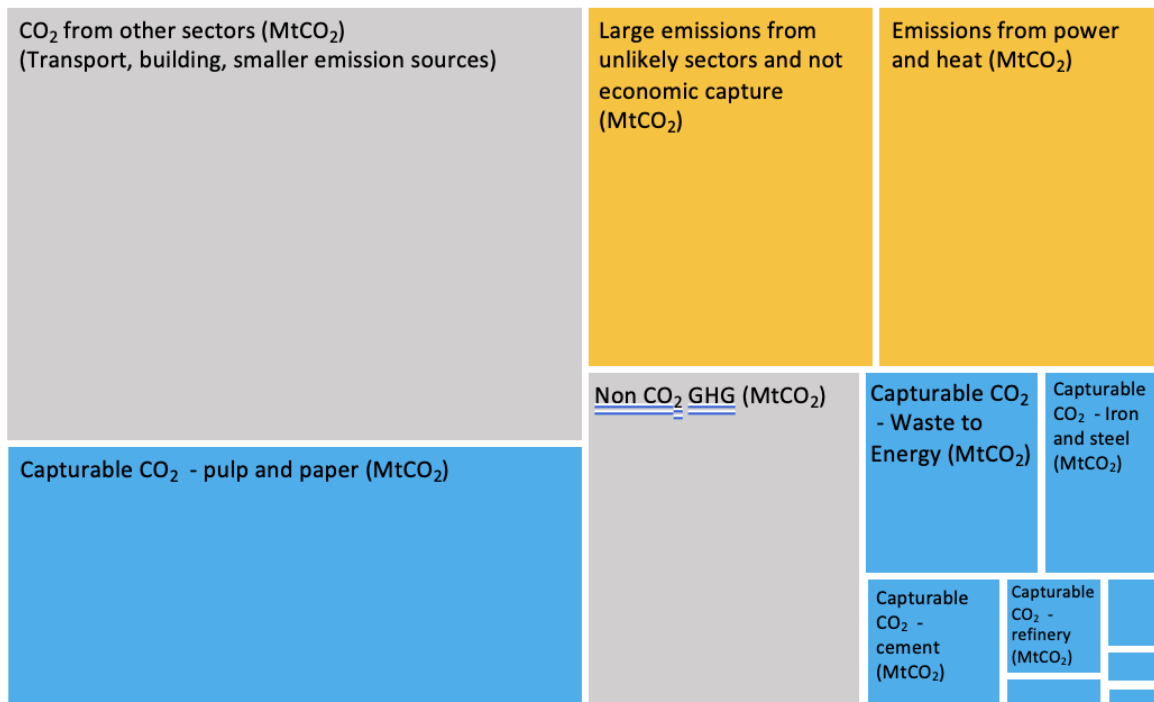 CO₂ from other sectors (MtCO₂)
(Transport, building, smaller emission sources)
Large emissions from
unlikely sectors and not
economic capture
(MtCO₂)
Emissions from power
and heat (MtCO₂)
Capturable CO₂ - pulp and paper (MtCO₂)
Non CO₂ GHG (MtCO₂)
Capturable CO₂
- Waste to
Energy (MtCO₂)
Capturable
CO₂ - Iron
and steel
(MtCO₂)
Capturable
CO₂ -
cement
(MtCO₂)
Capturable
CO₂ -
refinery
(MtCO₂)